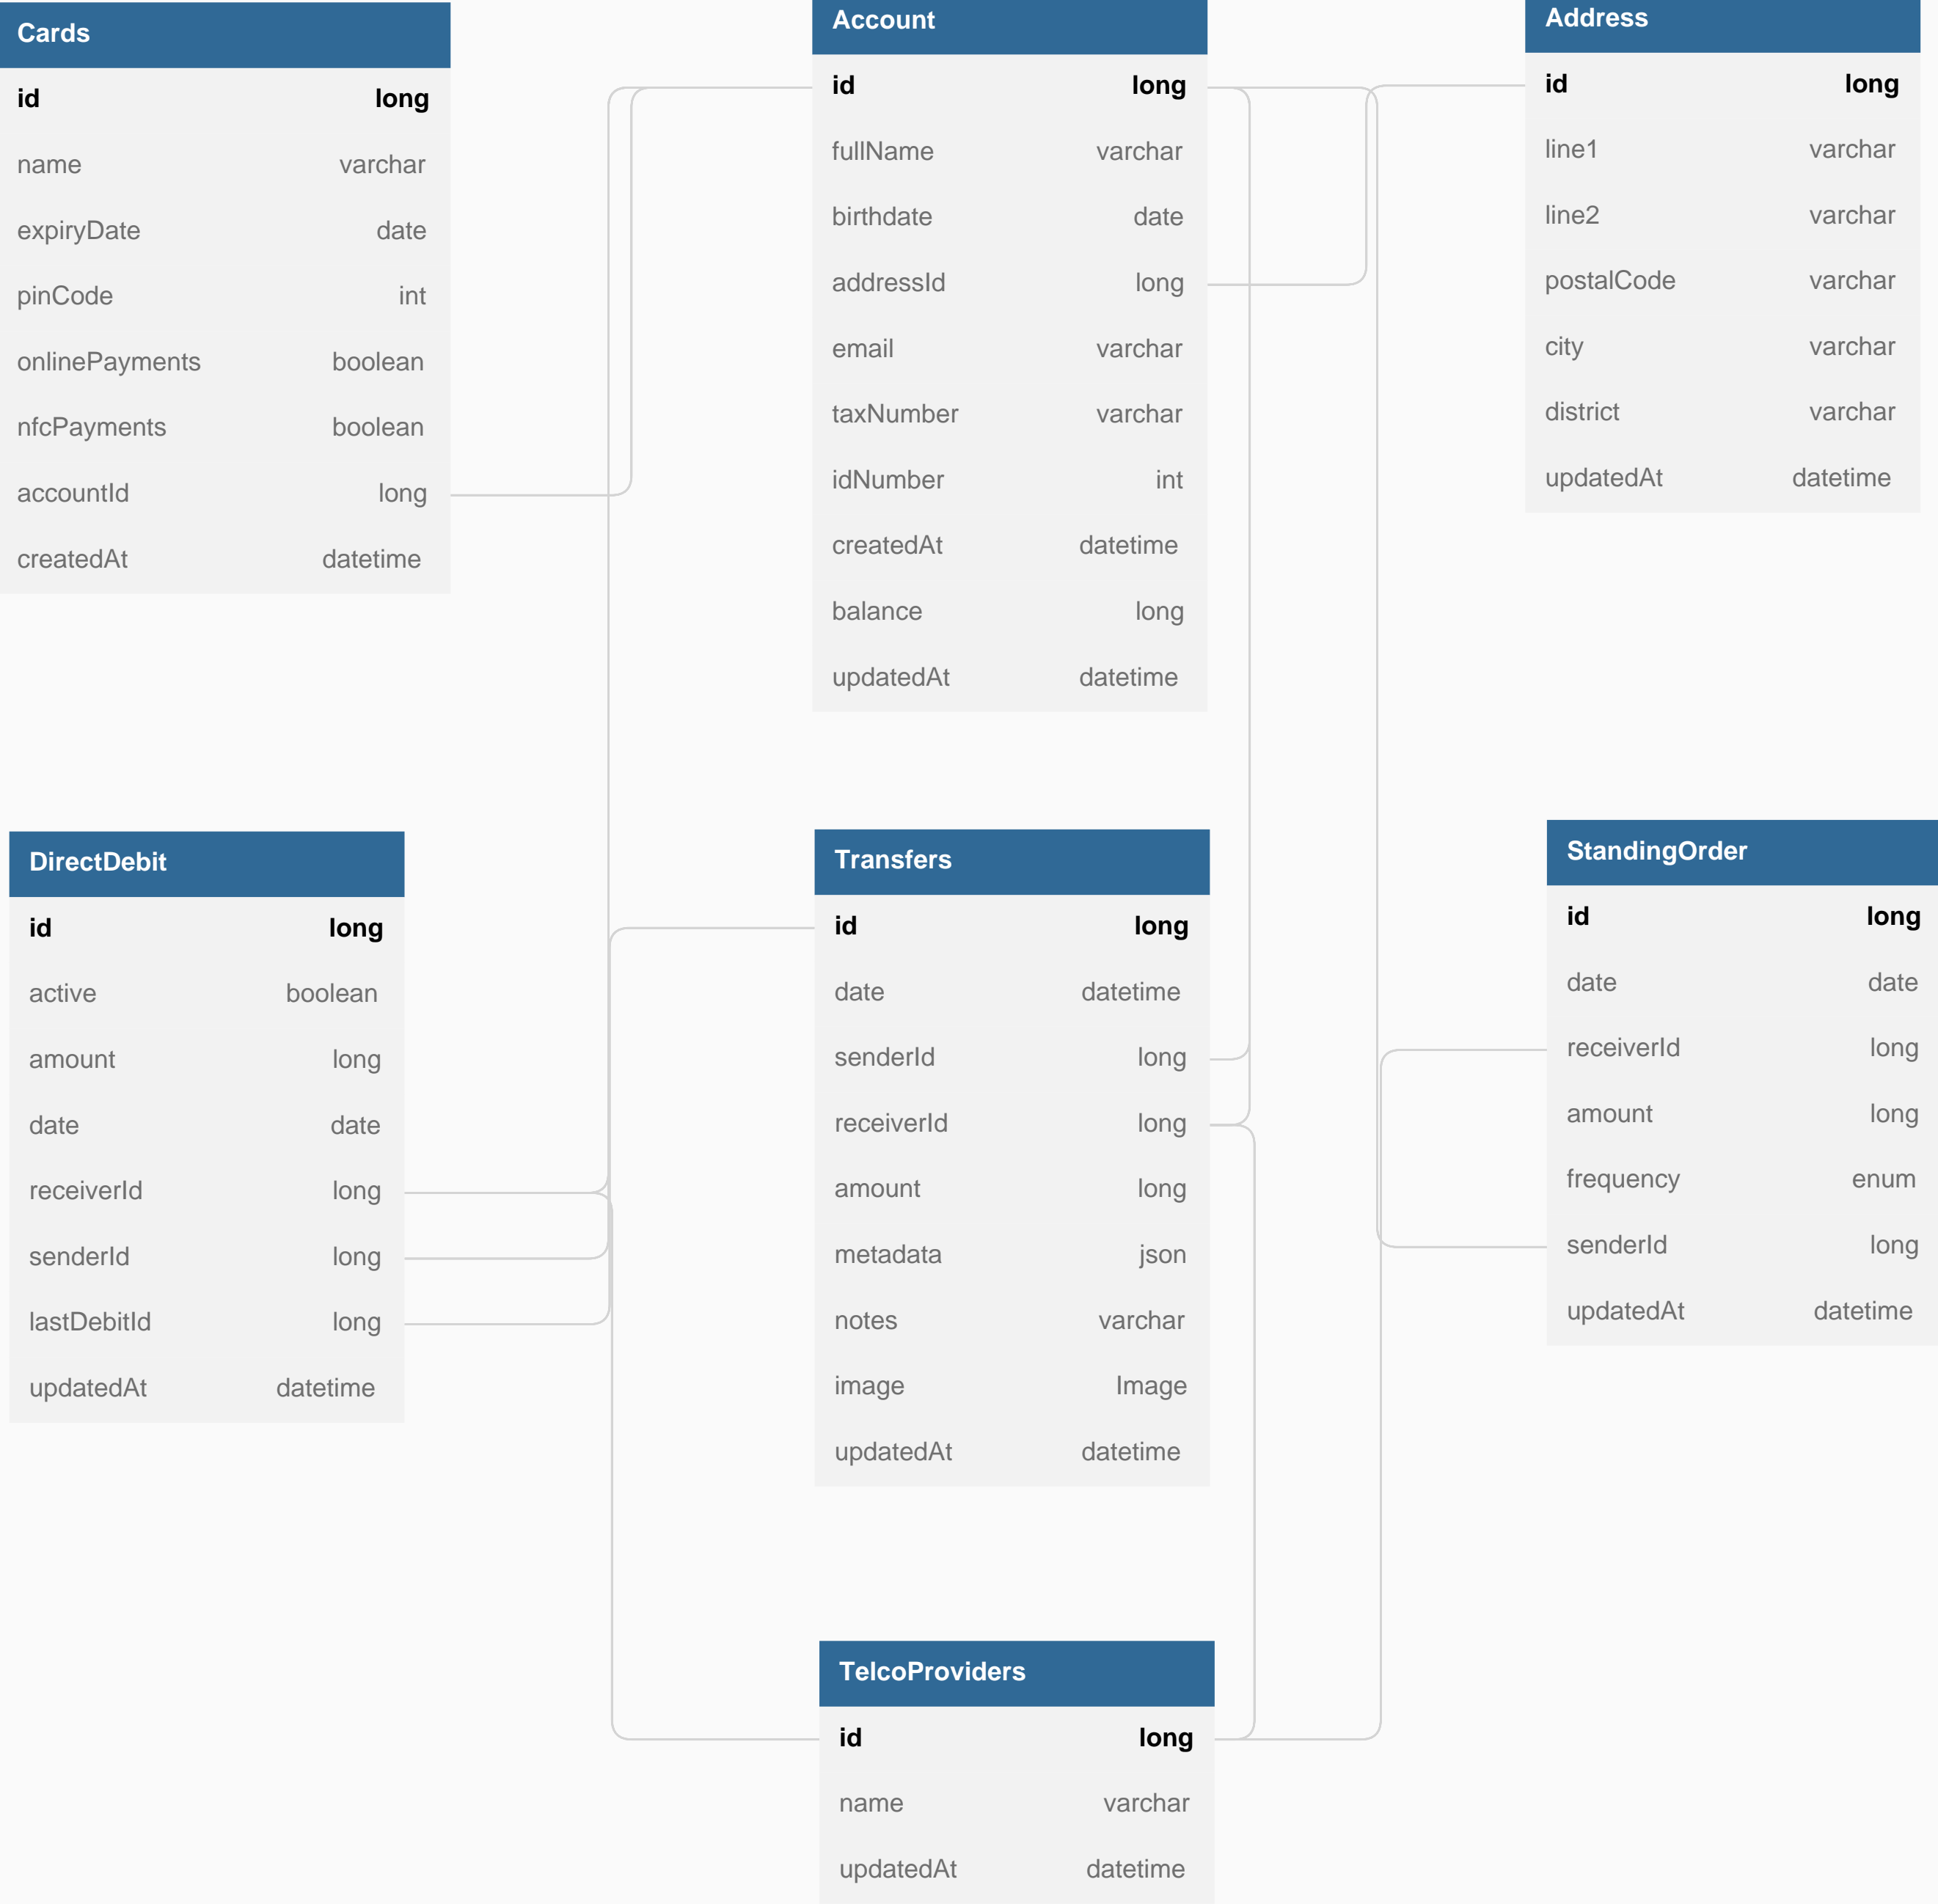 Cards
id long
name varchar
expiryDate date
pinCode int
onlinePayments boolean
nfcPayments boolean
accountId long
createdAt datetime
Account
id long
fullName varchar
birthdate date
addressId long
email varchar
taxNumber varchar
idNumber int
createdAt datetime
balance long
updatedAt datetime
Address
id long
line1 varchar
line2 varchar
postalCode varchar
city varchar
district varchar
updatedAt datetime
DirectDebit
id long
active boolean
amount long
date date
receiverId long
senderId long
lastDebitId long
updatedAt datetime
Transfers
id long
date datetime
senderId long
receiverId long
amount long
metadata json
notes varchar
image Image
updatedAt datetime
StandingOrder
id long
date date
receiverId long
amount long
frequency enum
senderId long
updatedAt datetime
TelcoProviders
id long
name varchar
updatedAt datetime